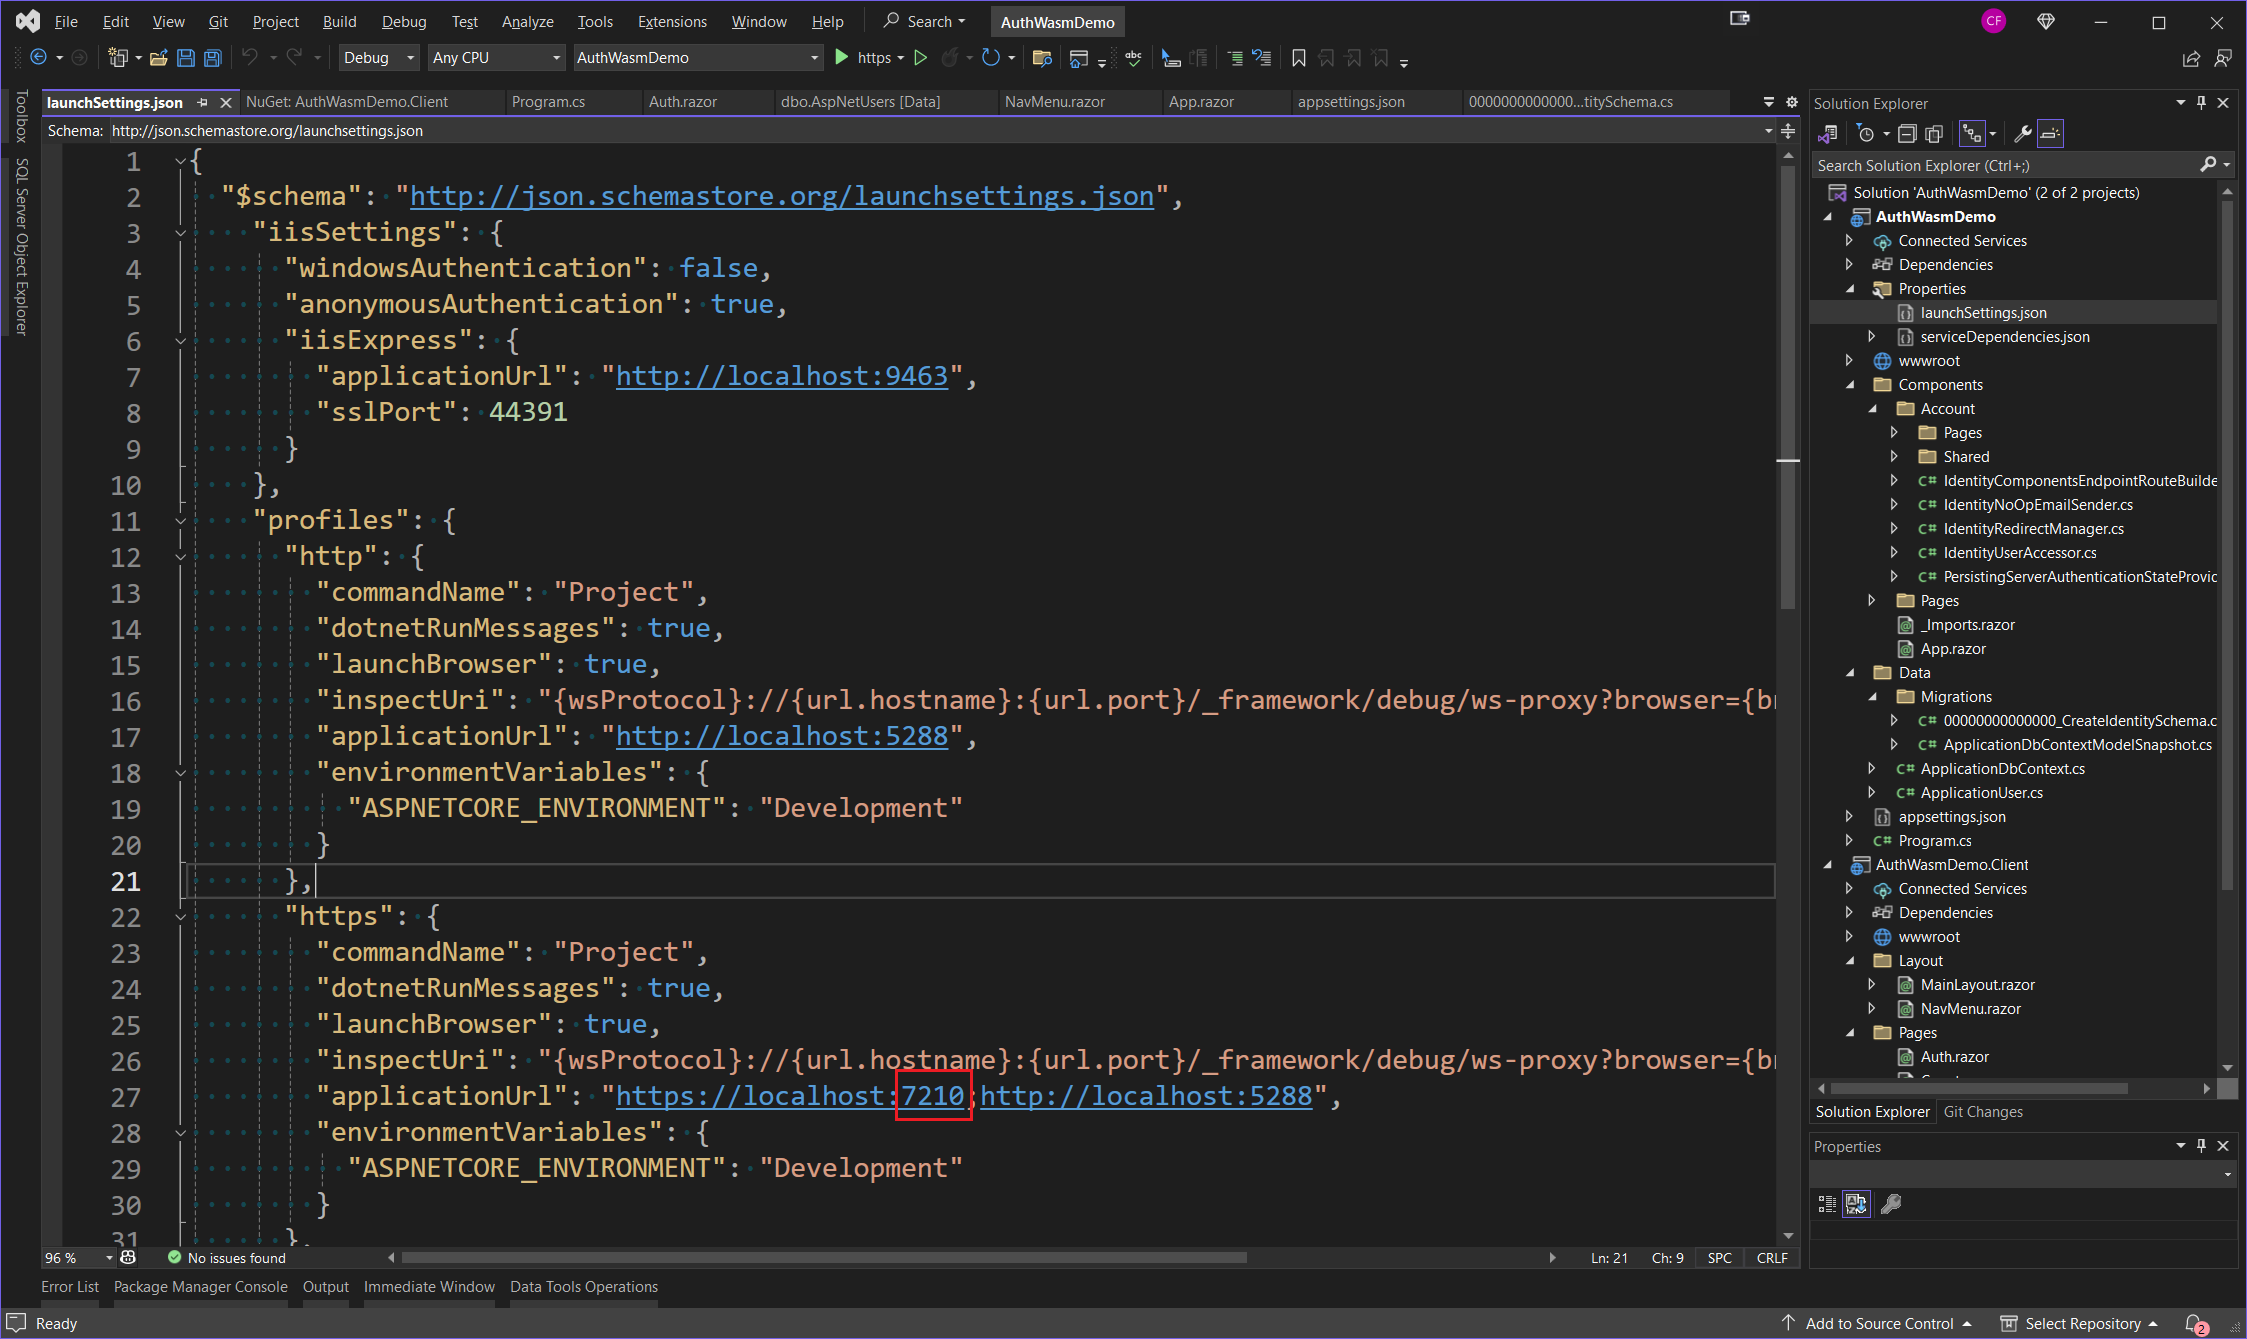 File Edit View Git Project Build Debug Test Analyze Tools Extensions Window Help Search AuthWasmDemo CF
Debug Any CPU AuthWasmDemo https abc
launchSettings.json NuGet: AuthWasmDemo.Client Program.cs Auth.razor dbo.AspNetUsers [Data] NavMenu.razor App.razor appsettings.json 0000000000000...titySchema.cs
Schema: http://json.schemastore.org/launchsettings.json
Toolbox
SQL Server Object Explorer
1 {
2 "$schema": "http://json.schemastore.org/launchsettings.json",
3 "iisSettings": {
4 "windowsAuthentication": false,
5 "anonymousAuthentication": true,
6 "iisExpress": {
7 "applicationUrl": "http://localhost:9463",
8 "sslPort": 44391
9 }
10 },
11 "profiles": {
12 "http": {
13 "commandName": "Project",
14 "dotnetRunMessages": true,
15 "launchBrowser": true,
16 "inspectUri": "{wsProtocol}://{url.hostname}:{url.port}/_framework/debug/ws-proxy?browser={br
17 "applicationUrl": "http://localhost:5288",
18 "environmentVariables": {
19 "ASPNETCORE_ENVIRONMENT": "Development"
20 }
21 },
22 "https": {
23 "commandName": "Project",
24 "dotnetRunMessages": true,
25 "launchBrowser": true,
26 "inspectUri": "{wsProtocol}://{url.hostname}:{url.port}/_framework/debug/ws-proxy?browser={br
27 "applicationUrl": "https://localhost:7210;http://localhost:5288",
28 "environmentVariables": {
29 "ASPNETCORE_ENVIRONMENT": "Development"
30 }
31 },
96 % No issues found Ln: 21 Ch: 9 SPC CRLF
Error List Package Manager Console Output Immediate Window Data Tools Operations
Solution Explorer
Search Solution Explorer (Ctrl+;)
Solution 'AuthWasmDemo' (2 of 2 projects)
AuthWasmDemo
Connected Services
Dependencies
Properties
launchSettings.json
serviceDependencies.json
wwwroot
Components
Account
Pages
Shared
C# IdentityComponentsEndpointRouteBuilde
C# IdentityNoOpEmailSender.cs
C# IdentityRedirectManager.cs
C# IdentityUserAccessor.cs
C# PersistingServerAuthenticationStateProvic
Pages
_Imports.razor
App.razor
Data
Migrations
C# 00000000000000_CreateIdentitySchema.c
C# ApplicationDbContextModelSnapshot.cs
C# ApplicationDbContext.cs
C# ApplicationUser.cs
appsettings.json
C# Program.cs
AuthWasmDemo.Client
Connected Services
Dependencies
wwwroot
Layout
MainLayout.razor
NavMenu.razor
Pages
Auth.razor
Solution Explorer Git Changes
Properties
Ready Add to Source Control Select Repository 2